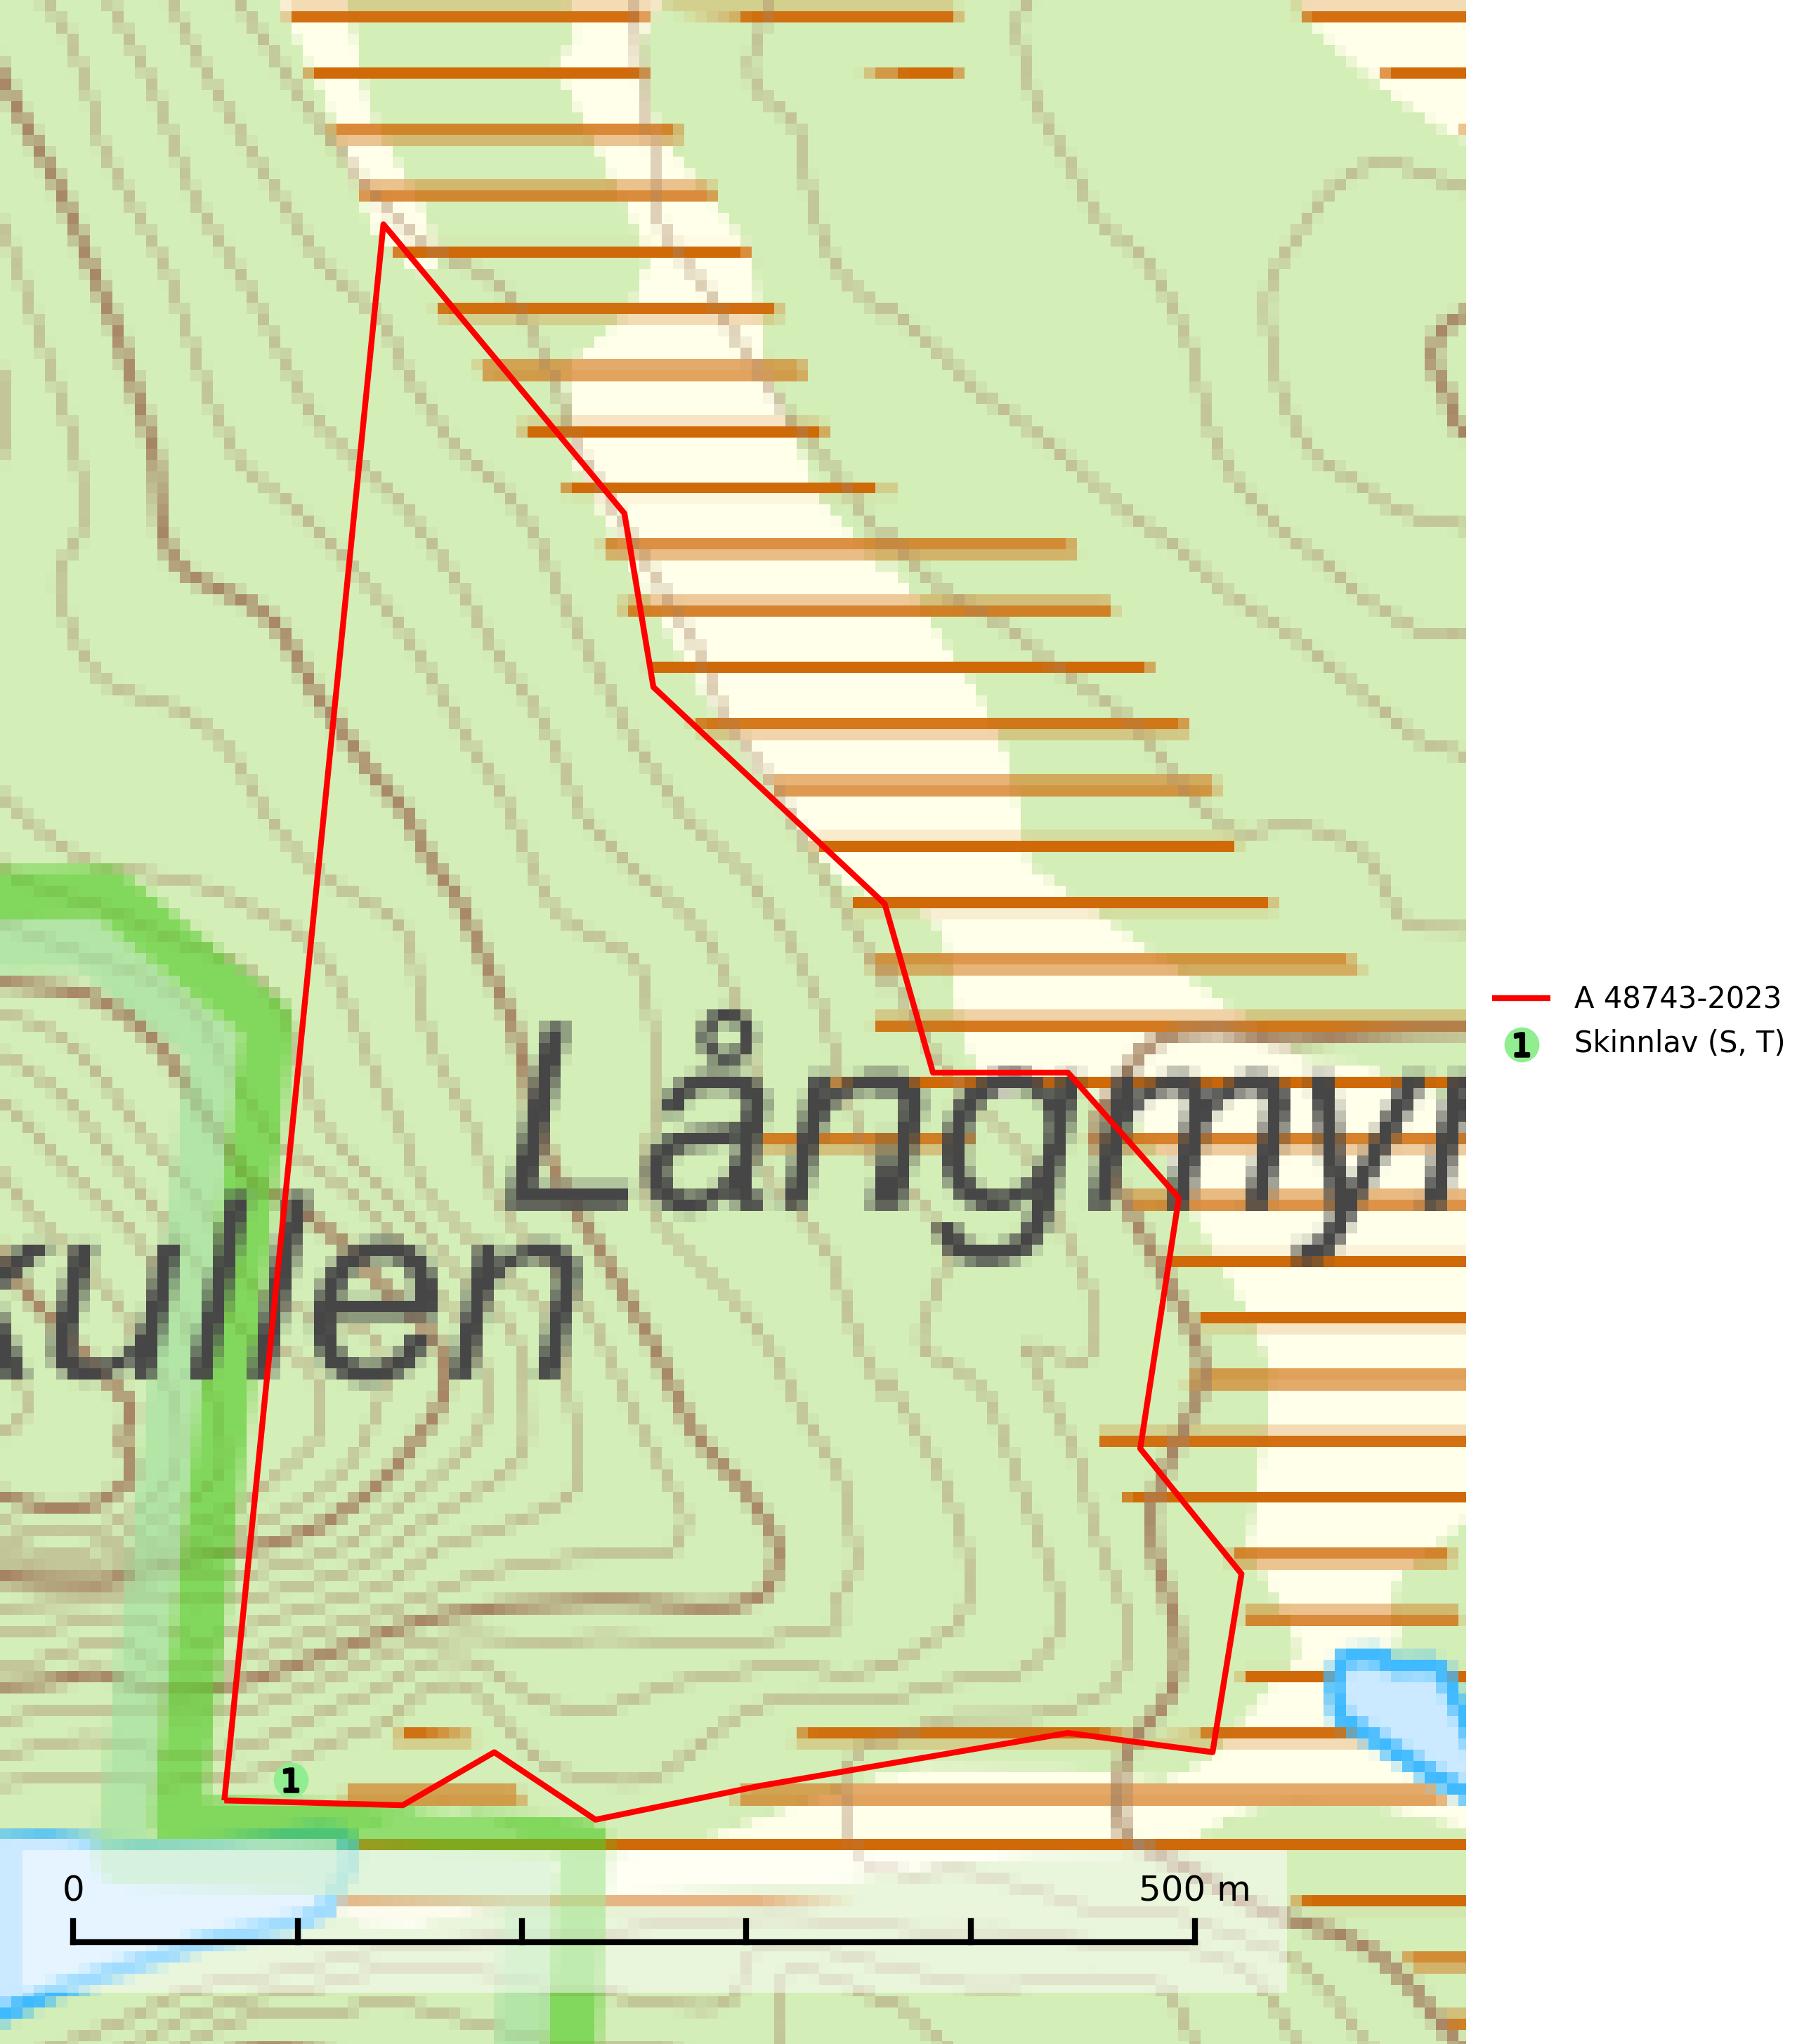 A 48743-2023
1 Skinnlav (S, T)
Långmyr
kullen
1
0 500 m